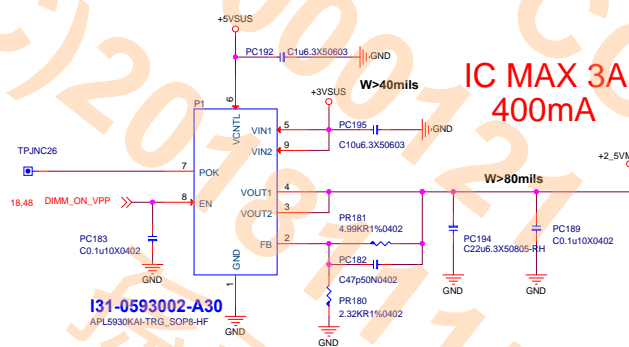 +5VSUS
PC192
C1u6.3X50603
GND
W>40mils
IC MAX 3A
400mA
+3VSUS
P1
6
VCNTL
VIN1
5
PC195
GND
VIN2
9
C10u6.3X50603
TPJNC26
7
POK
+2_5VM
W>80mils
18,48
DIMM_ON_VPP
8
EN
VOUT1
4
VOUT2
3
PR181
4.99KR1%0402
FB
2
PC183
C0.1u10X0402
GND
PC182
C47p50N0402
PC194
C22u6.3X50805-RH
PC189
C0.1u10X0402
GND
1
GND
GND
GND
I31-0593002-A30
APL5930KAI-TRG_SOP8-HF
GND
PR180
2.32KR1%0402
GND